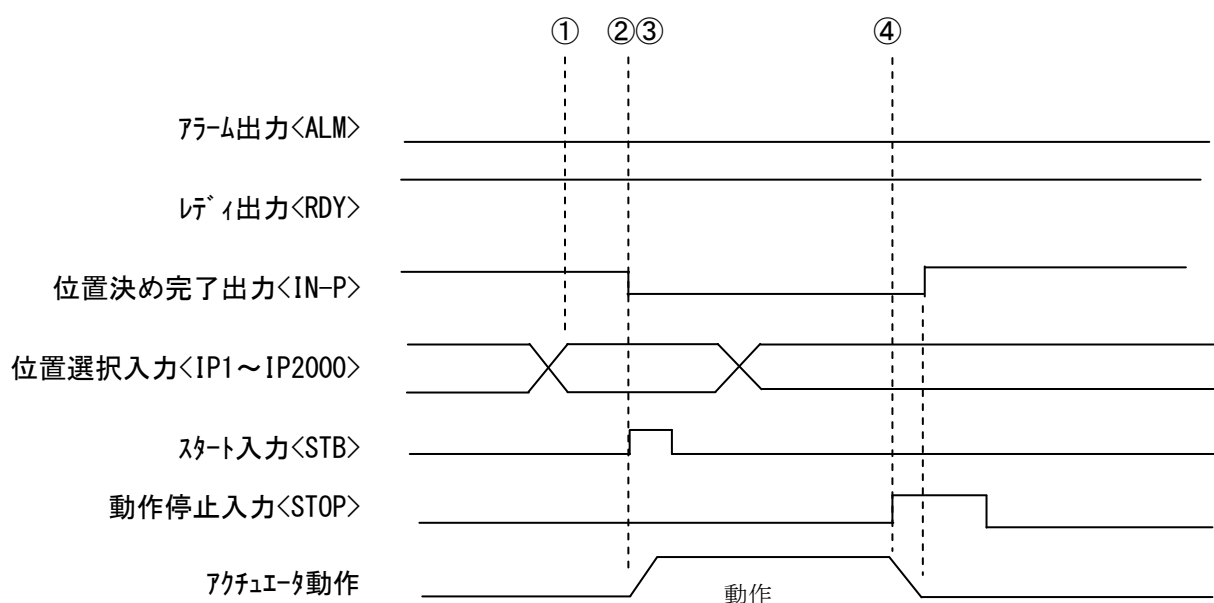 ① ②③ ④
ｱﾗｰﾑ出力<ALM>
ﾚﾃﾞｨ出力<RDY>
位置決め完了出力<IN-P>
位置選択入力<IP1～IP2000>
ｽﾀｰﾄ入力<STB>
動作停止入力<STOP>
ｱｸﾁｭｴｰﾀ動作
動作